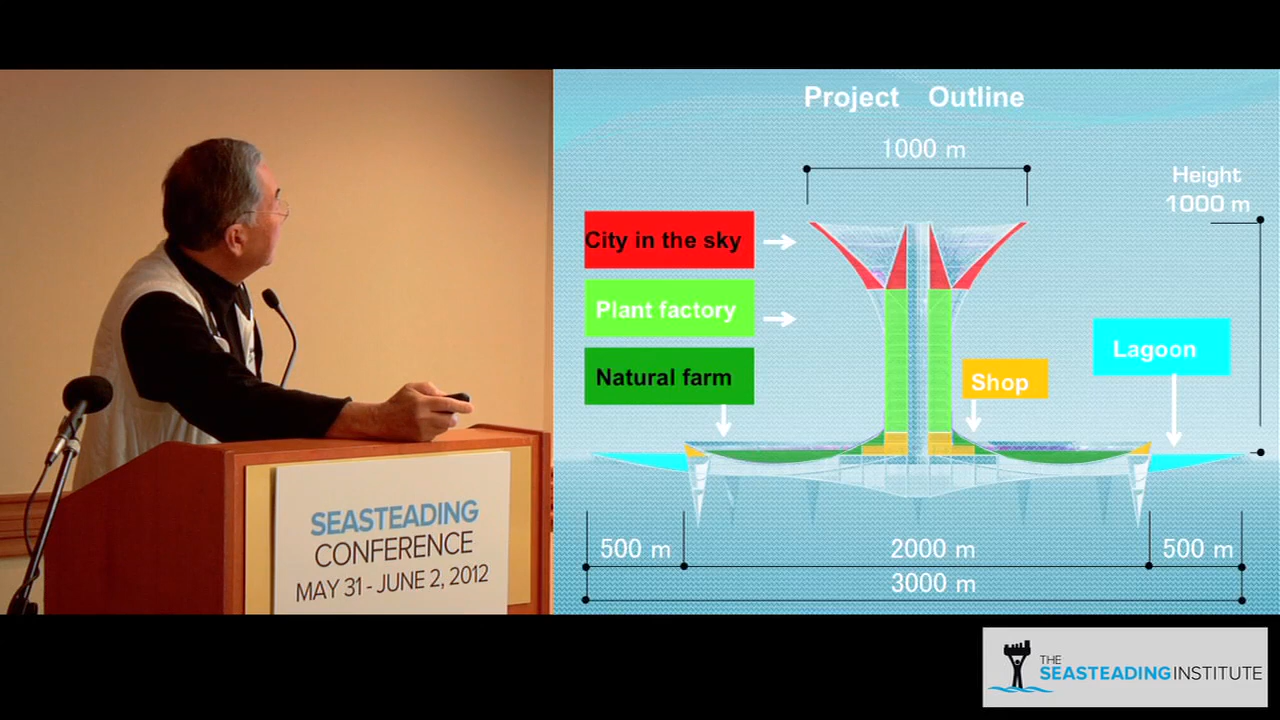 SEASTEADING
CONFERENCE
MAY 31 - JUNE 2, 2012
Project Outline
1000 m
Height
1000 m
City in the sky
Plant factory
Natural farm
Shop
Lagoon
500 m
2000 m
500 m
3000 m
THE
SEASTEADING INSTITUTE